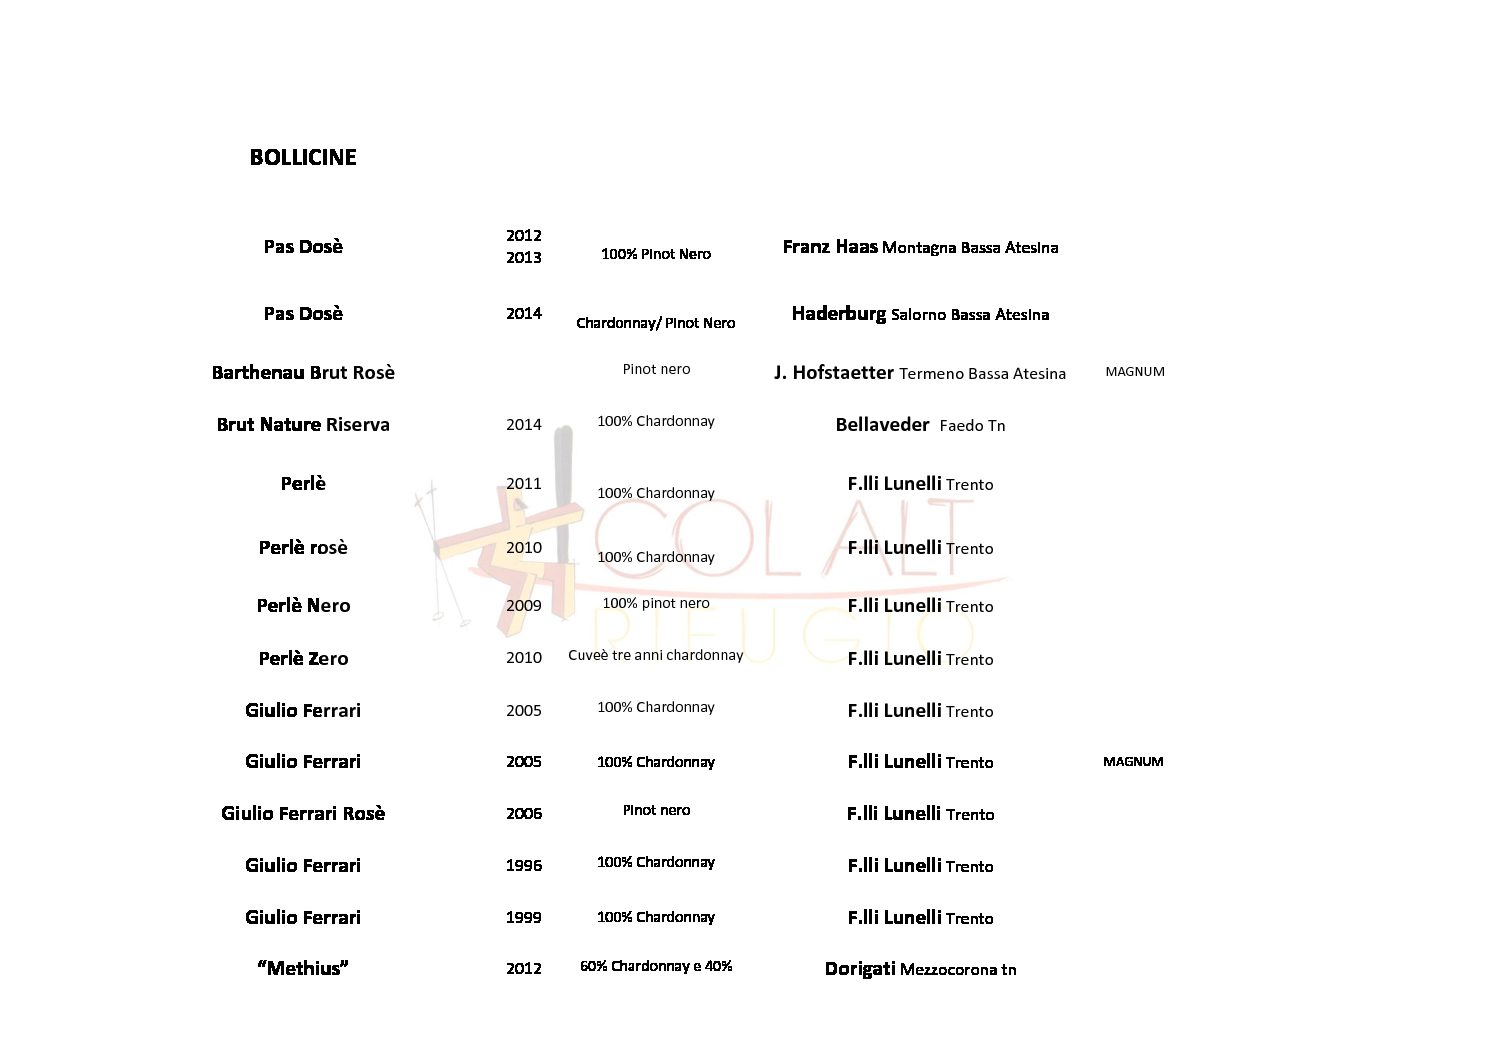 BOLLICINE
Pas Dosè 2012 2013 100% Pinot Nero Franz Haas Montagna Bassa Atesina
Pas Dosè 2014 Chardonnay/ Pinot Nero Haderburg Salorno Bassa Atesina
Barthenau Brut Rosè Pinot nero J. Hofstaetter Termeno Bassa Atesina MAGNUM
Brut Nature Riserva 2014 100% Chardonnay Bellaveder Faedo Tn
Perlè 2011 100% Chardonnay F.lli Lunelli Trento
COL ALT
Perlè rosè 2010 100% Chardonnay F.lli Lunelli Trento
Perlè Nero 2009 100% pinot nero F.lli Lunelli Trento
RIFUGIO
Perlè Zero 2010 Cuveè tre anni chardonnay F.lli Lunelli Trento
Giulio Ferrari 2005 100% Chardonnay F.lli Lunelli Trento
Giulio Ferrari 2005 100% Chardonnay F.lli Lunelli Trento MAGNUM
Giulio Ferrari Rosè 2006 Pinot nero F.lli Lunelli Trento
Giulio Ferrari 1996 100% Chardonnay F.lli Lunelli Trento
Giulio Ferrari 1999 100% Chardonnay F.lli Lunelli Trento
“Methius” 2012 60% Chardonnay e 40% Dorigati Mezzocorona tn